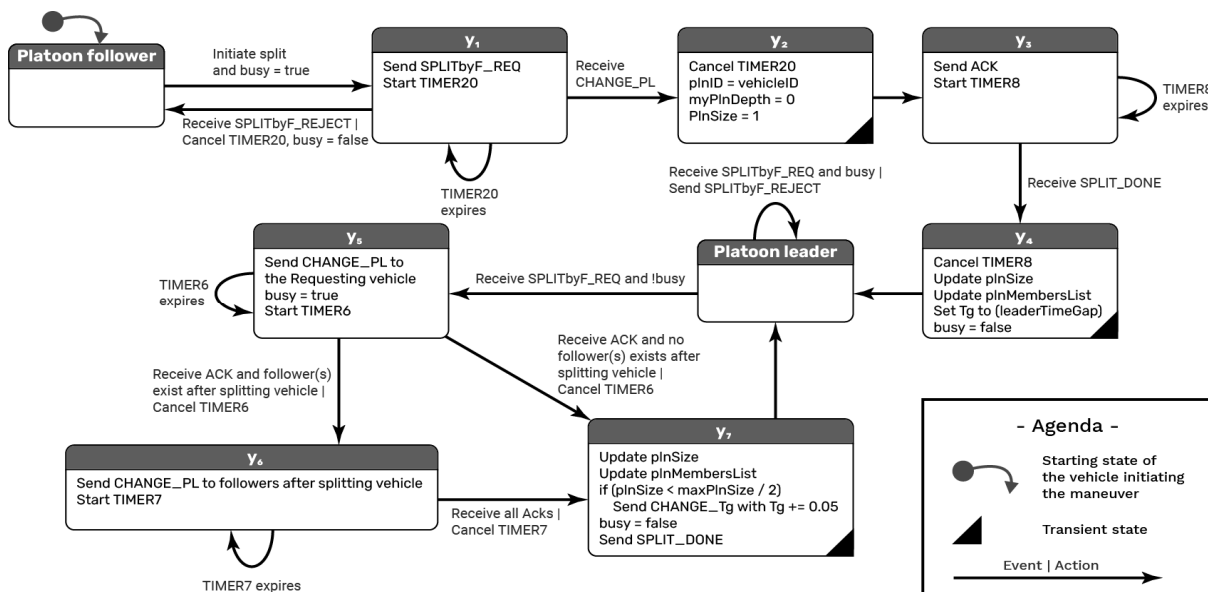 Platoon follower
Initiate split
and busy = true
Receive SPLITbyF_REJECT |
Cancel TIMER20, busy = false
y₁
Send SPLITbyF_REQ
Start TIMER20
TIMER20
expires
Receive
CHANGE_PL
y₂
Cancel TIMER20
plnID = vehicleID
myPlnDepth = 0
PlnSize = 1
y₃
Send ACK
Start TIMER8
TIMER8
expires
Receive SPLIT_DONE
Receive SPLITbyF_REQ and busy |
Send SPLITbyF_REJECT
y₄
Cancel TIMER8
Update plnSize
Update plnMembersList
Set Tg to (leaderTimeGap)
busy = false
Platoon leader
Receive SPLITbyF_REQ and !busy
y₅
Send CHANGE_PL to
the Requesting vehicle
busy = true
Start TIMER6
TIMER6
expires
Receive ACK and follower(s)
exist after splitting vehicle |
Cancel TIMER6
Receive ACK and no
follower(s) exists after
splitting vehicle |
Cancel TIMER6
y₆
Send CHANGE_PL to followers after splitting vehicle
Start TIMER7
TIMER7 expires
Receive all Acks |
Cancel TIMER7
y₇
Update plnSize
Update plnMembersList
if (plnSize < maxPlnSize / 2)
Send CHANGE_Tg with Tg += 0.05
busy = false
Send SPLIT_DONE
- Agenda -
Starting state of
the vehicle initiating
the maneuver
Transient state
Event | Action